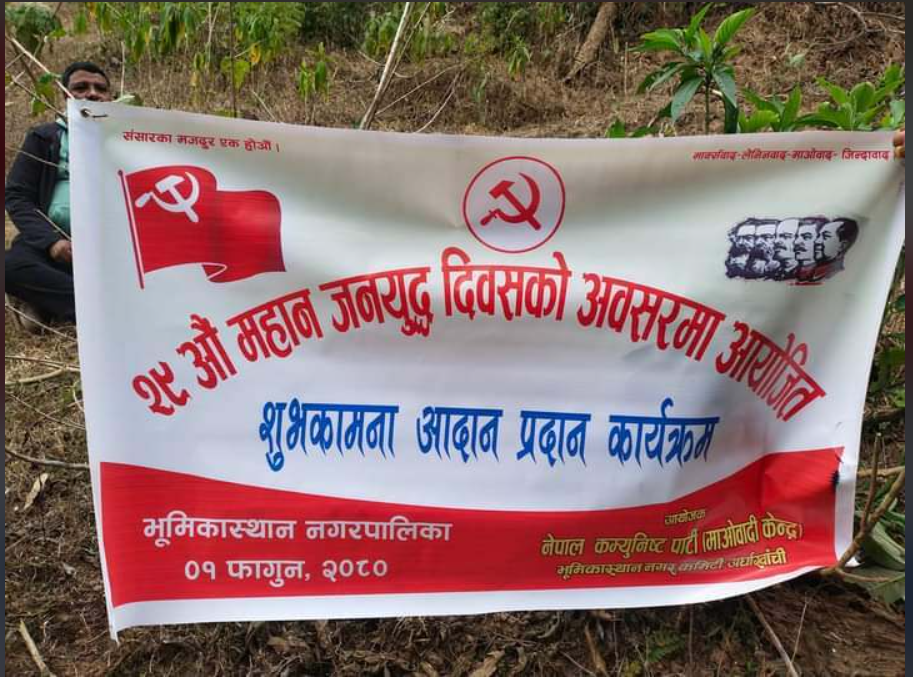 संसारका मजदुर एक होऔं ।
मार्क्सवाद-लेनिनवाद-माओवाद- जिन्दावाद
२९ औं महान जनयुद्ध दिवसको अवसरमा आयोजित
शुभकामना आदान प्रदान कार्यक्रम
भूमिकास्थान नगरपालिका
०१ फागुन, २०८०
आयोजक
नेपाल कम्युनिष्ट पार्टी (माओवादी केन्द्र)
भूमिकास्थान नगर कमिटी अर्घाखाँची